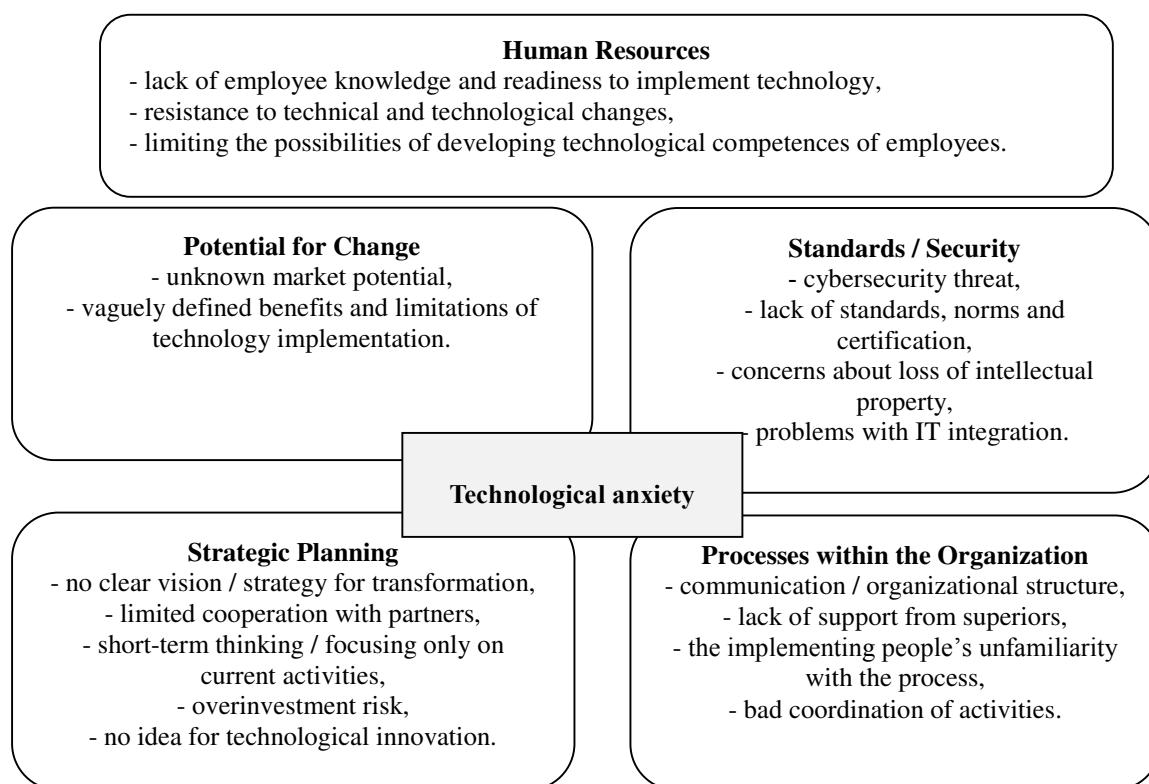 Human Resources
- lack of employee knowledge and readiness to implement technology,
- resistance to technical and technological changes,
- limiting the possibilities of developing technological competences of employees.
Potential for Change
- unknown market potential,
- vaguely defined benefits and limitations of
technology implementation.
Standards / Security
- cybersecurity threat,
- lack of standards, norms and
certification,
- concerns about loss of intellectual
property,
- problems with IT integration.
Technological anxiety
Strategic Planning
- no clear vision / strategy for transformation,
- limited cooperation with partners,
- short-term thinking / focusing only on
current activities,
- overinvestment risk,
- no idea for technological innovation.
Processes within the Organization
- communication / organizational structure,
- lack of support from superiors,
- the implementing people’s unfamiliarity
with the process,
- bad coordination of activities.